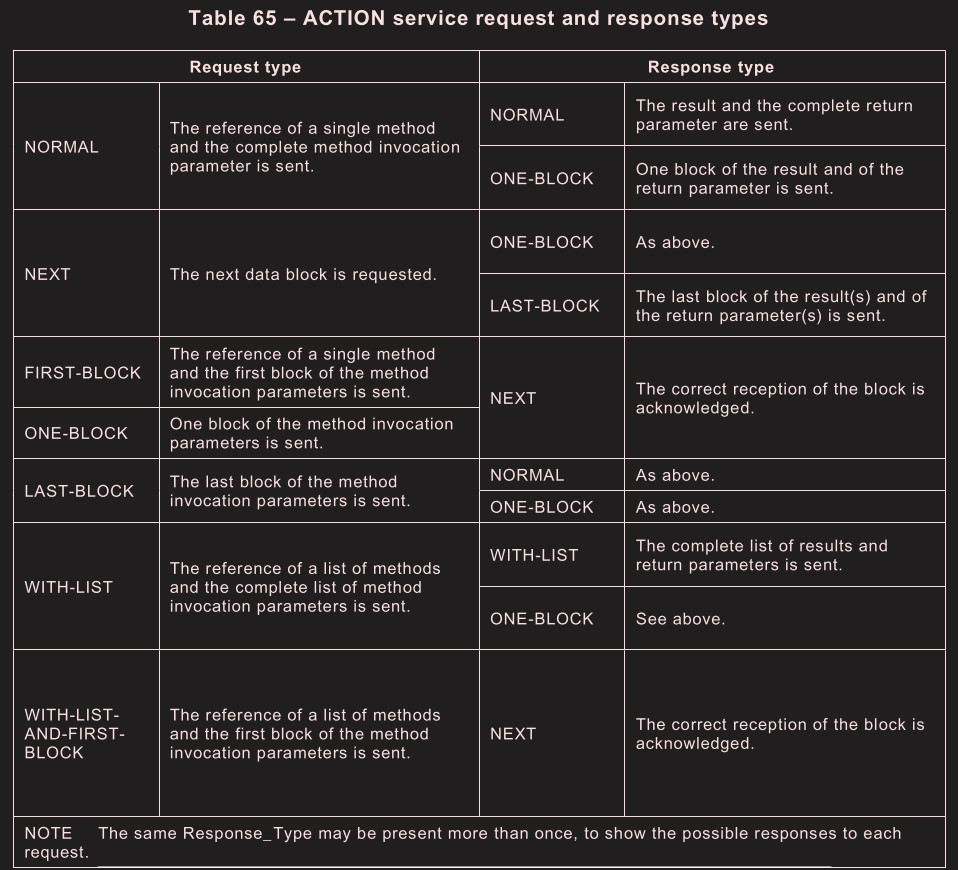 Table 65 – ACTION service request and response types
Request type
Response type
NORMAL
The reference of a single method
and the complete method invocation
parameter is sent.
NORMAL
The result and the complete return
parameter are sent.
ONE-BLOCK
One block of the result and of the
return parameter is sent.
NEXT
The next data block is requested.
ONE-BLOCK
As above.
LAST-BLOCK
The last block of the result(s) and of
the return parameter(s) is sent.
FIRST-BLOCK
The reference of a single method
and the first block of the method
invocation parameters is sent.
NEXT
The correct reception of the block is
acknowledged.
ONE-BLOCK
One block of the method invocation
parameters is sent.
LAST-BLOCK
The last block of the method
invocation parameters is sent.
NORMAL
As above.
ONE-BLOCK
As above.
WITH-LIST
The reference of a list of methods
and the complete list of method
invocation parameters is sent.
WITH-LIST
The complete list of results and
return parameters is sent.
ONE-BLOCK
See above.
WITH-LIST-
AND-FIRST-
BLOCK
The reference of a list of methods
and the first block of the method
invocation parameters is sent.
NEXT
The correct reception of the block is
acknowledged.
NOTE The same Response_Type may be present more than once, to show the possible responses to each
request.